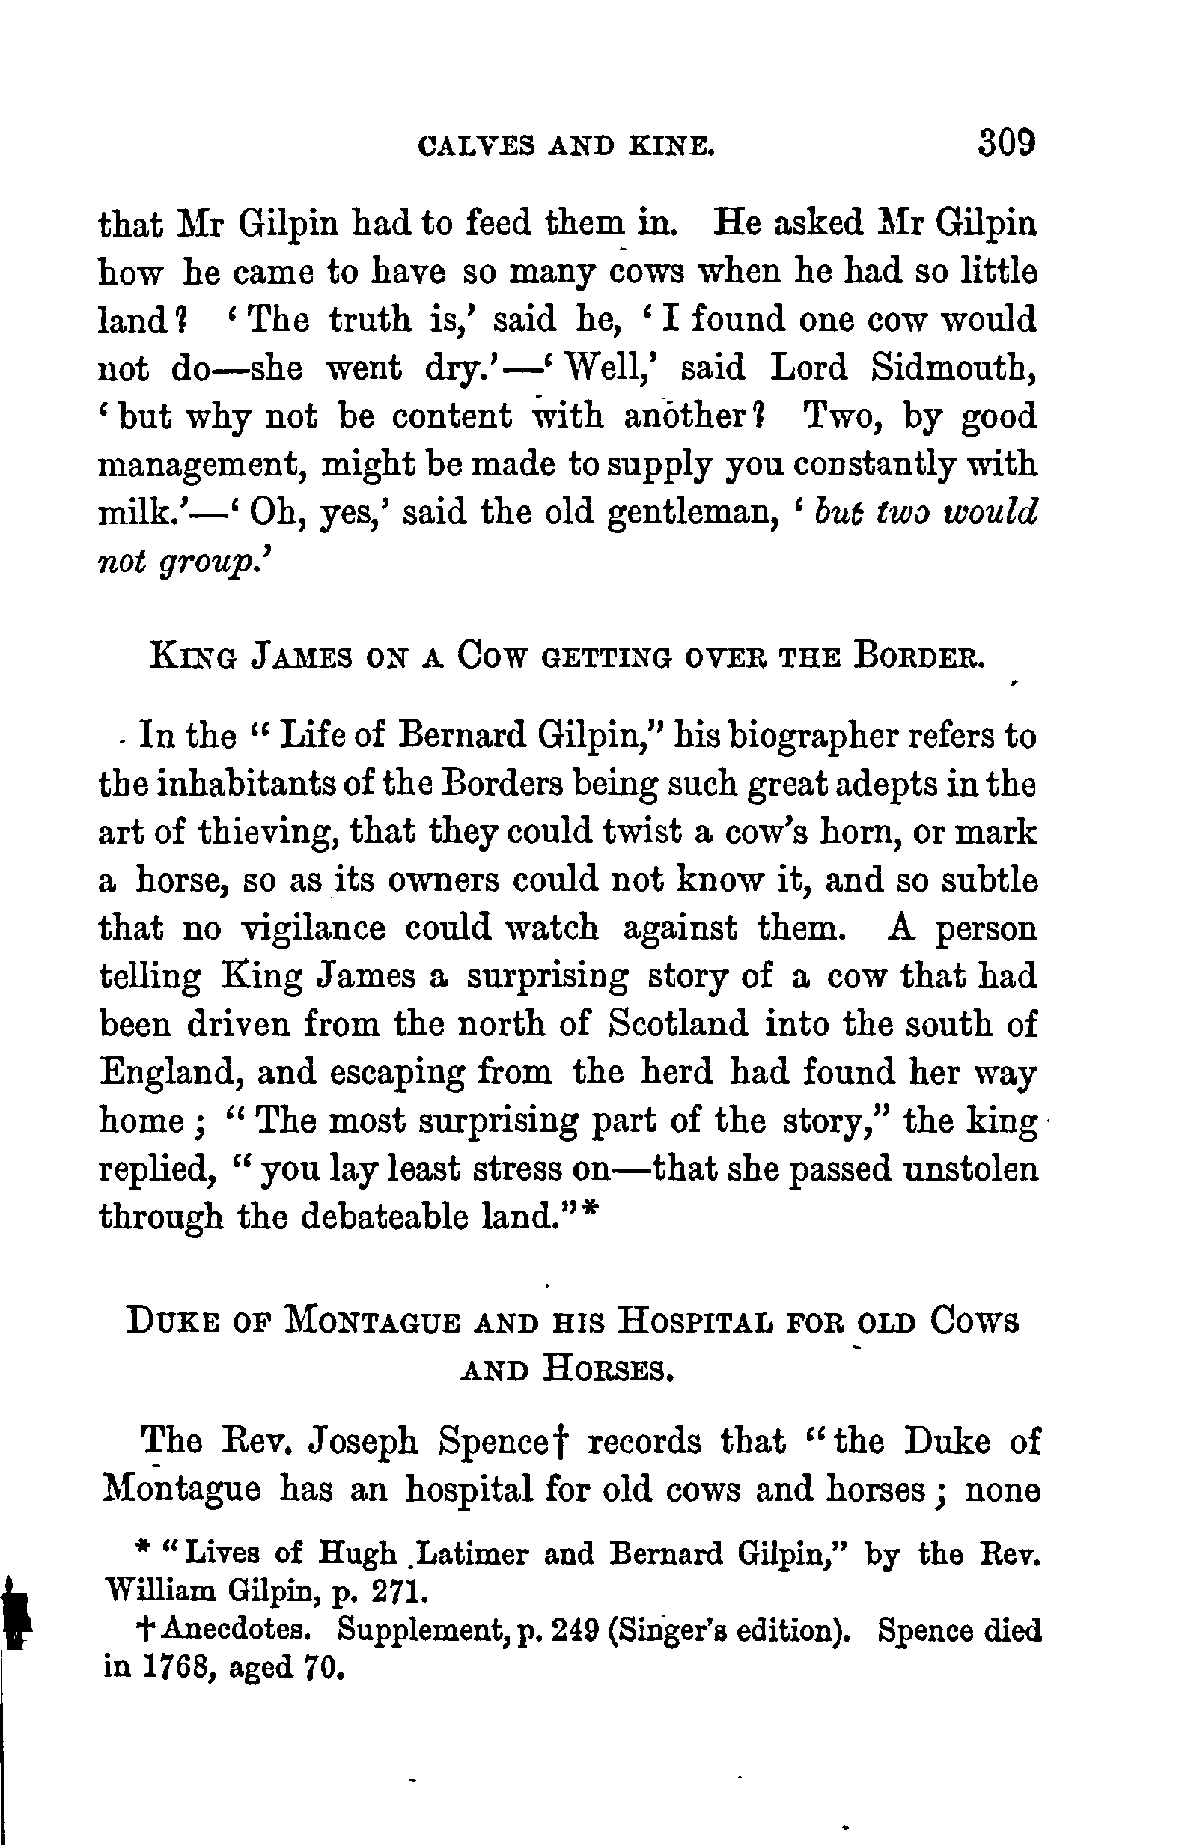 CALVES AND KINE. 309
that Mr Gilpin had to feed them in. He asked Mr Gilpin
how he came to have so many cows when he had so little
land? ‘The truth is,’ said he, ‘I found one cow would
not do—she went dry.’—‘Well,’ said Lord Sidmouth,
‘but why not be content with another? Two, by good
management, might be made to supply you constantly with
milk.’—‘Oh, yes,’ said the old gentleman, ‘but two would
not group.’
KING JAMES ON A COW GETTING OVER THE BORDER.
In the “Life of Bernard Gilpin,” his biographer refers to
the inhabitants of the Borders being such great adepts in the
art of thieving, that they could twist a cow’s horn, or mark
a horse, so as its owners could not know it, and so subtle
that no vigilance could watch against them. A person
telling King James a surprising story of a cow that had
been driven from the north of Scotland into the south of
England, and escaping from the herd had found her way
home; “The most surprising part of the story,” the king
replied, “you lay least stress on—that she passed unstolen
through the debateable land.”*
DUKE OF MONTAGUE AND HIS HOSPITAL FOR OLD COWS
AND HORSES.
The Rev. Joseph Spence† records that “the Duke of
Montague has an hospital for old cows and horses; none
* “Lives of Hugh Latimer and Bernard Gilpin,” by the Rev.
William Gilpin, p. 271.
† Anecdotes. Supplement, p. 249 (Singer’s edition). Spence died
in 1768, aged 70.